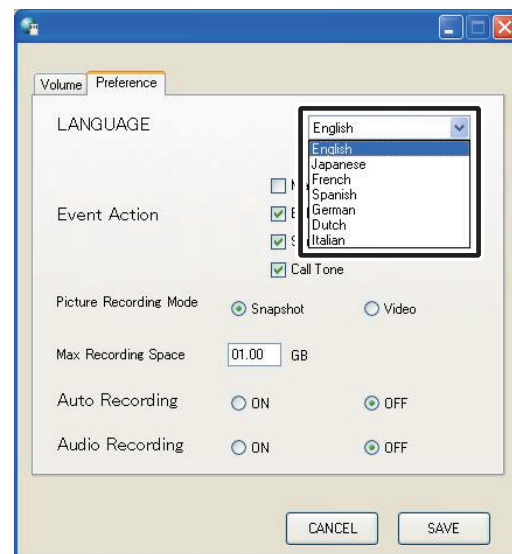 Volume Preference
LANGUAGE
English
English
Japanese
French
Spanish
German
Dutch
Italian
Event Action
Call Tone
Picture Recording Mode
Snapshot
Video
Max Recording Space
01.00 GB
Auto Recording
ON
OFF
Audio Recording
ON
OFF
CANCEL
SAVE